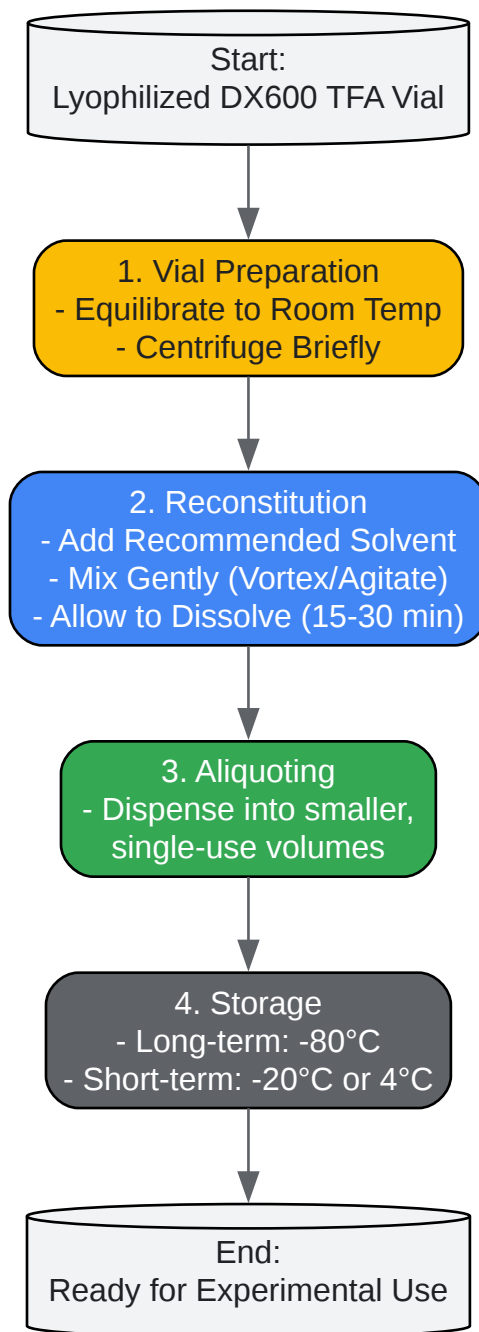 Start:
Lyophilized DX600 TFA Vial
1. Vial Preparation
- Equilibrate to Room Temp
- Centrifuge Briefly
2. Reconstitution
- Add Recommended Solvent
- Mix Gently (Vortex/Agitate)
- Allow to Dissolve (15-30 min)
3. Aliquoting
- Dispense into smaller,
single-use volumes
4. Storage
- Long-term: -80°C
- Short-term: -20°C or 4°C
End:
Ready for Experimental Use